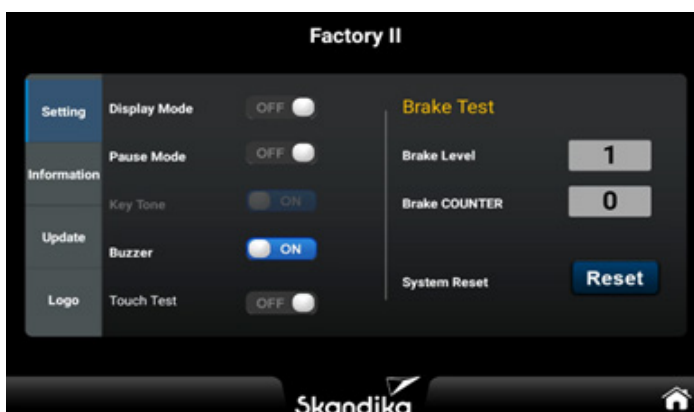 Factory II
Setting
Information
Update
Logo
Display Mode OFF
Pause Mode OFF
Key Tone ON
Buzzer ON
Touch Test OFF
Brake Test
Brake Level 1
Brake COUNTER 0
System Reset Reset
Skandika